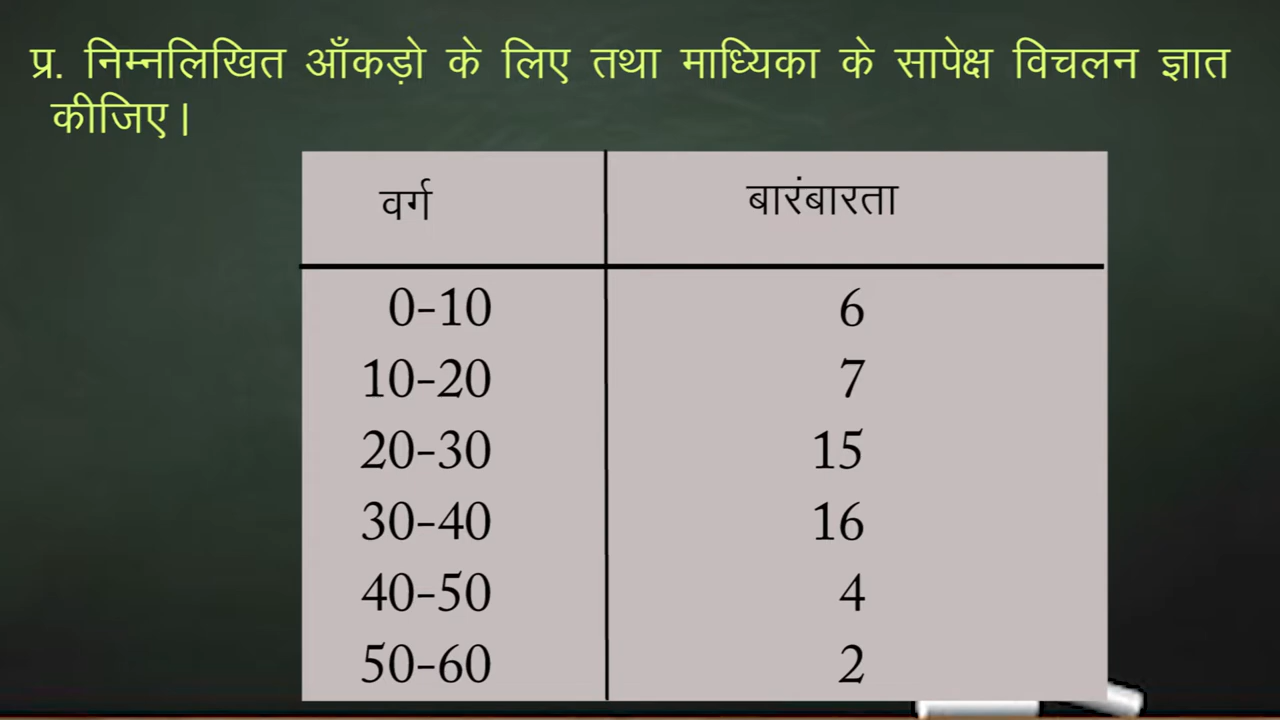 प्र. निम्नलिखित आँकड़ो के लिए तथा माध्यिका के सापेक्ष विचलन ज्ञात
कीजिए।
वर्ग बारंबारता
0-10 6
10-20 7
20-30 15
30-40 16
40-50 4
50-60 2